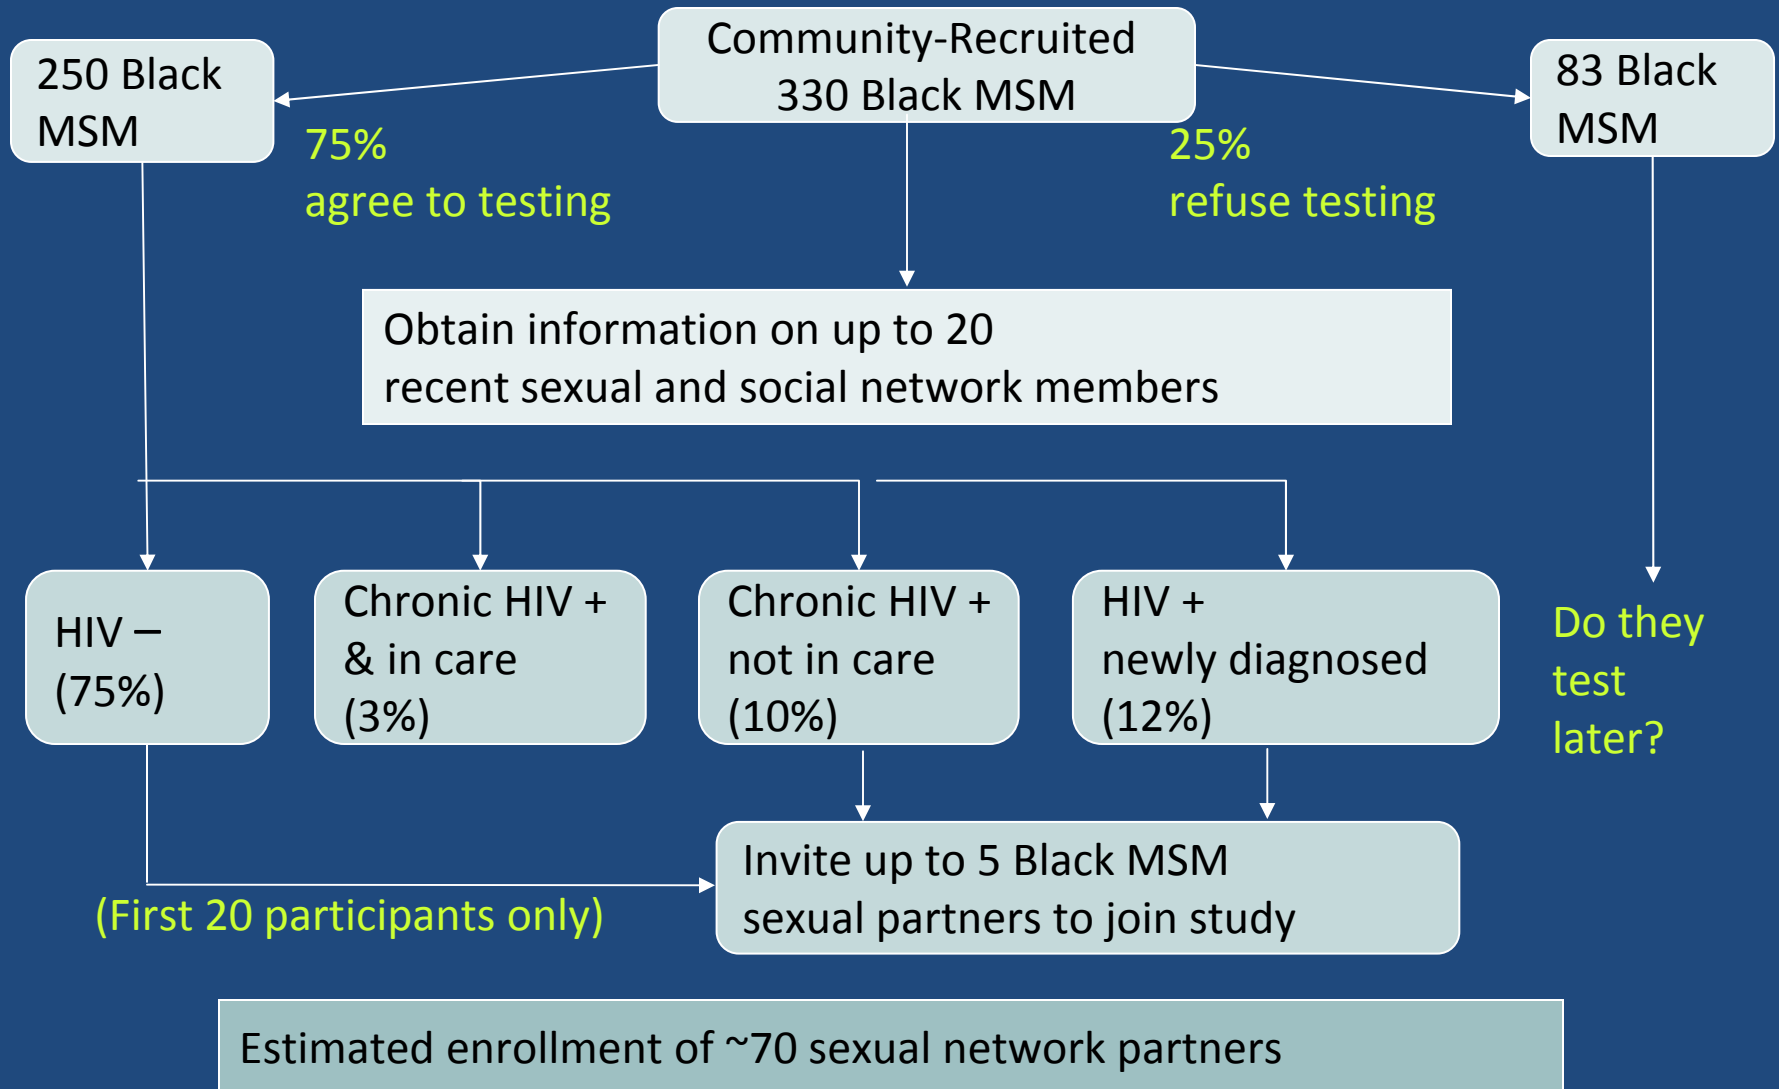 Community-Recruited
330 Black MSM
250 Black
MSM
83 Black
MSM
75%
agree to testing
25%
refuse testing
Obtain information on up to 20
recent sexual and social network members
HIV –
(75%)
Chronic HIV +
& in care
(3%)
Chronic HIV +
not in care
(10%)
HIV +
newly diagnosed
(12%)
Do they
test
later?
(First 20 participants only)
Invite up to 5 Black MSM
sexual partners to join study
Estimated enrollment of ~70 sexual network partners